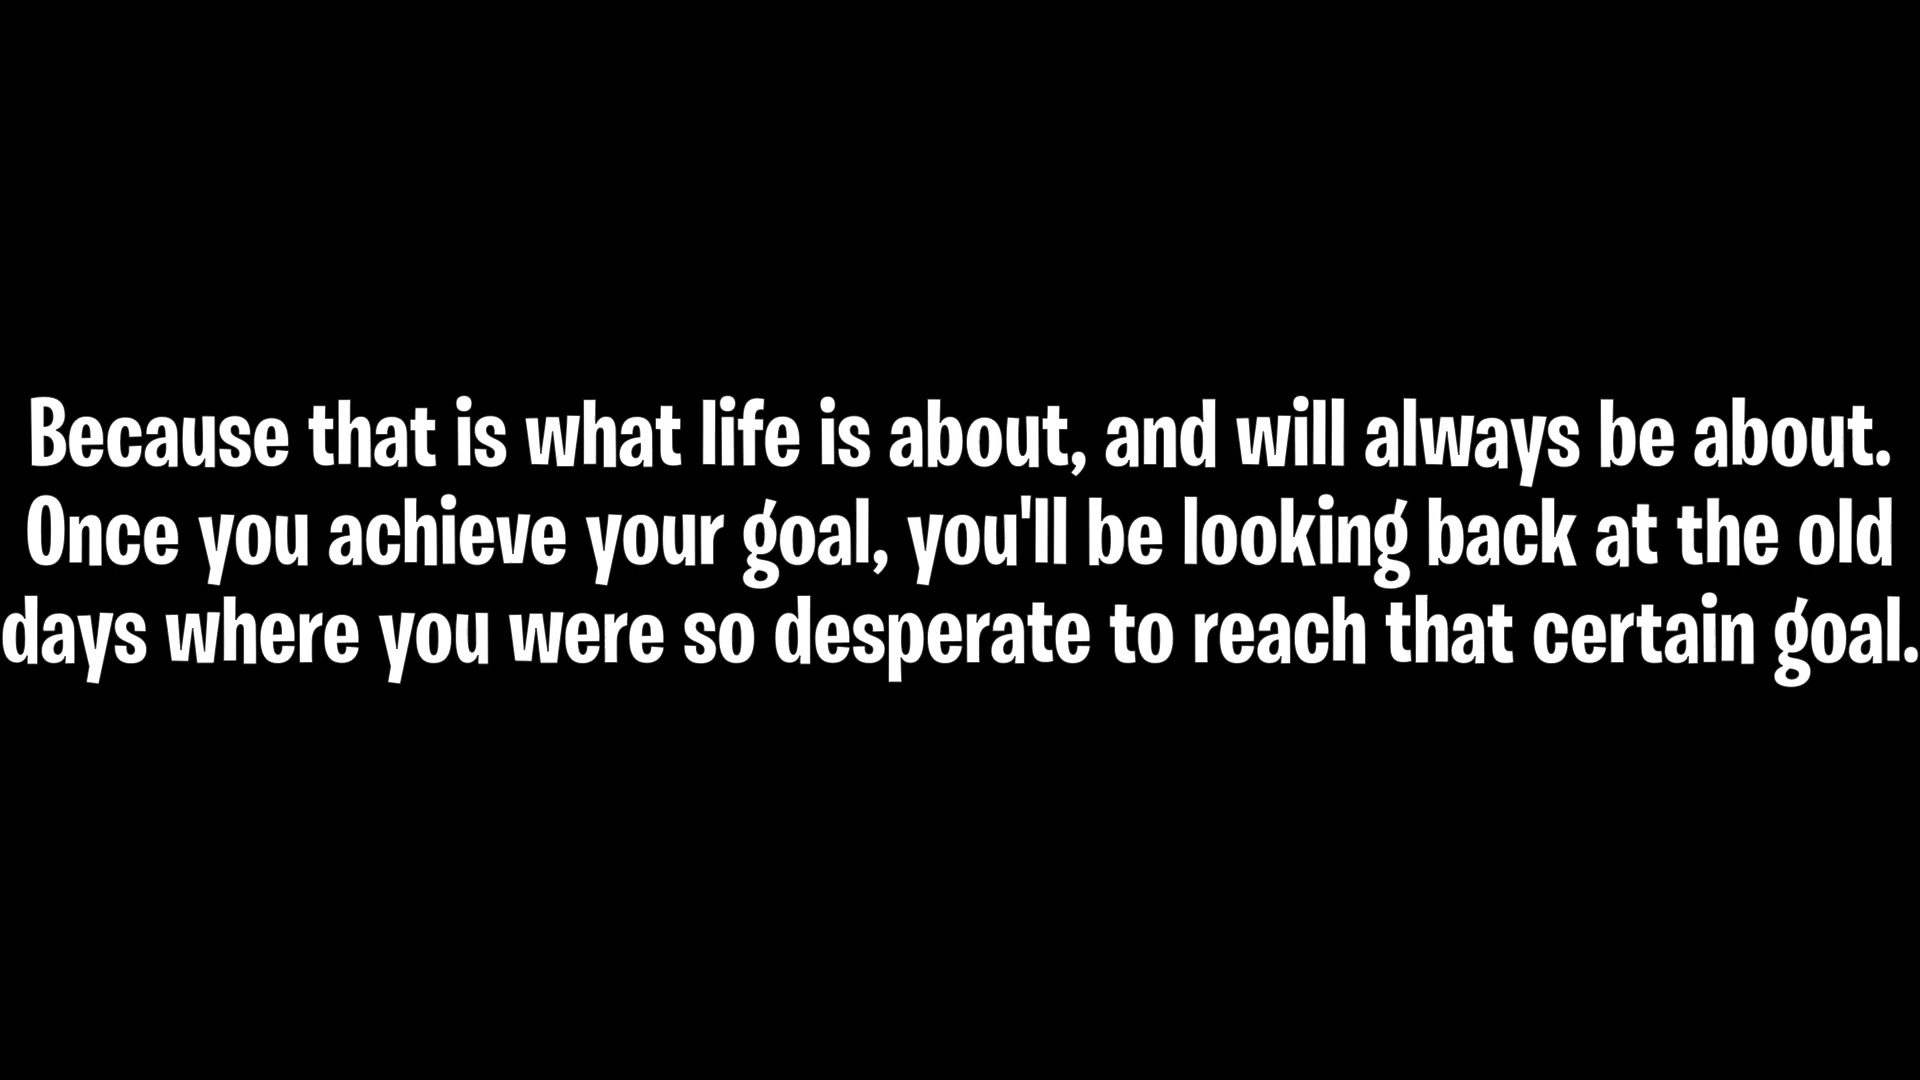 Because that is what life is about, and will always be about.
Once you achieve your goal, you'll be looking back at the old
days where you were so desperate to reach that certain goal.